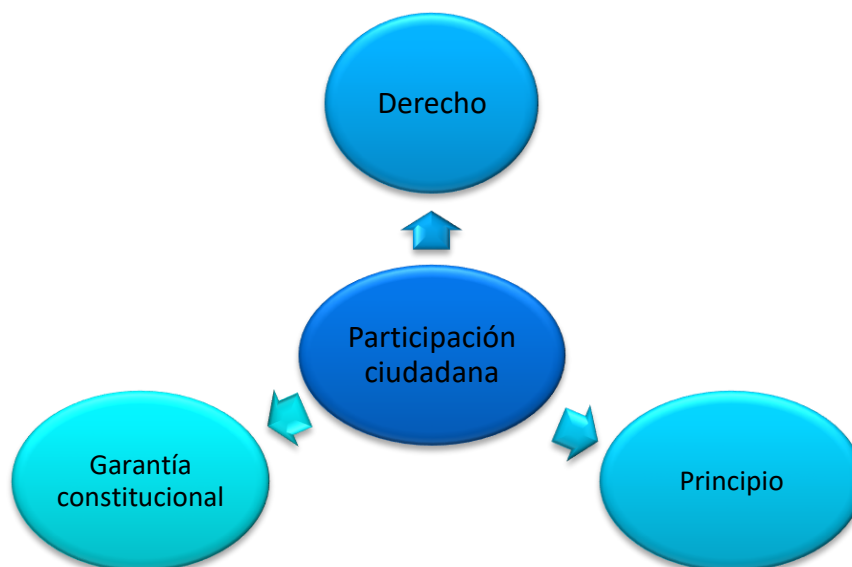 Derecho
Participación
ciudadana
Garantía
constitucional
Principio